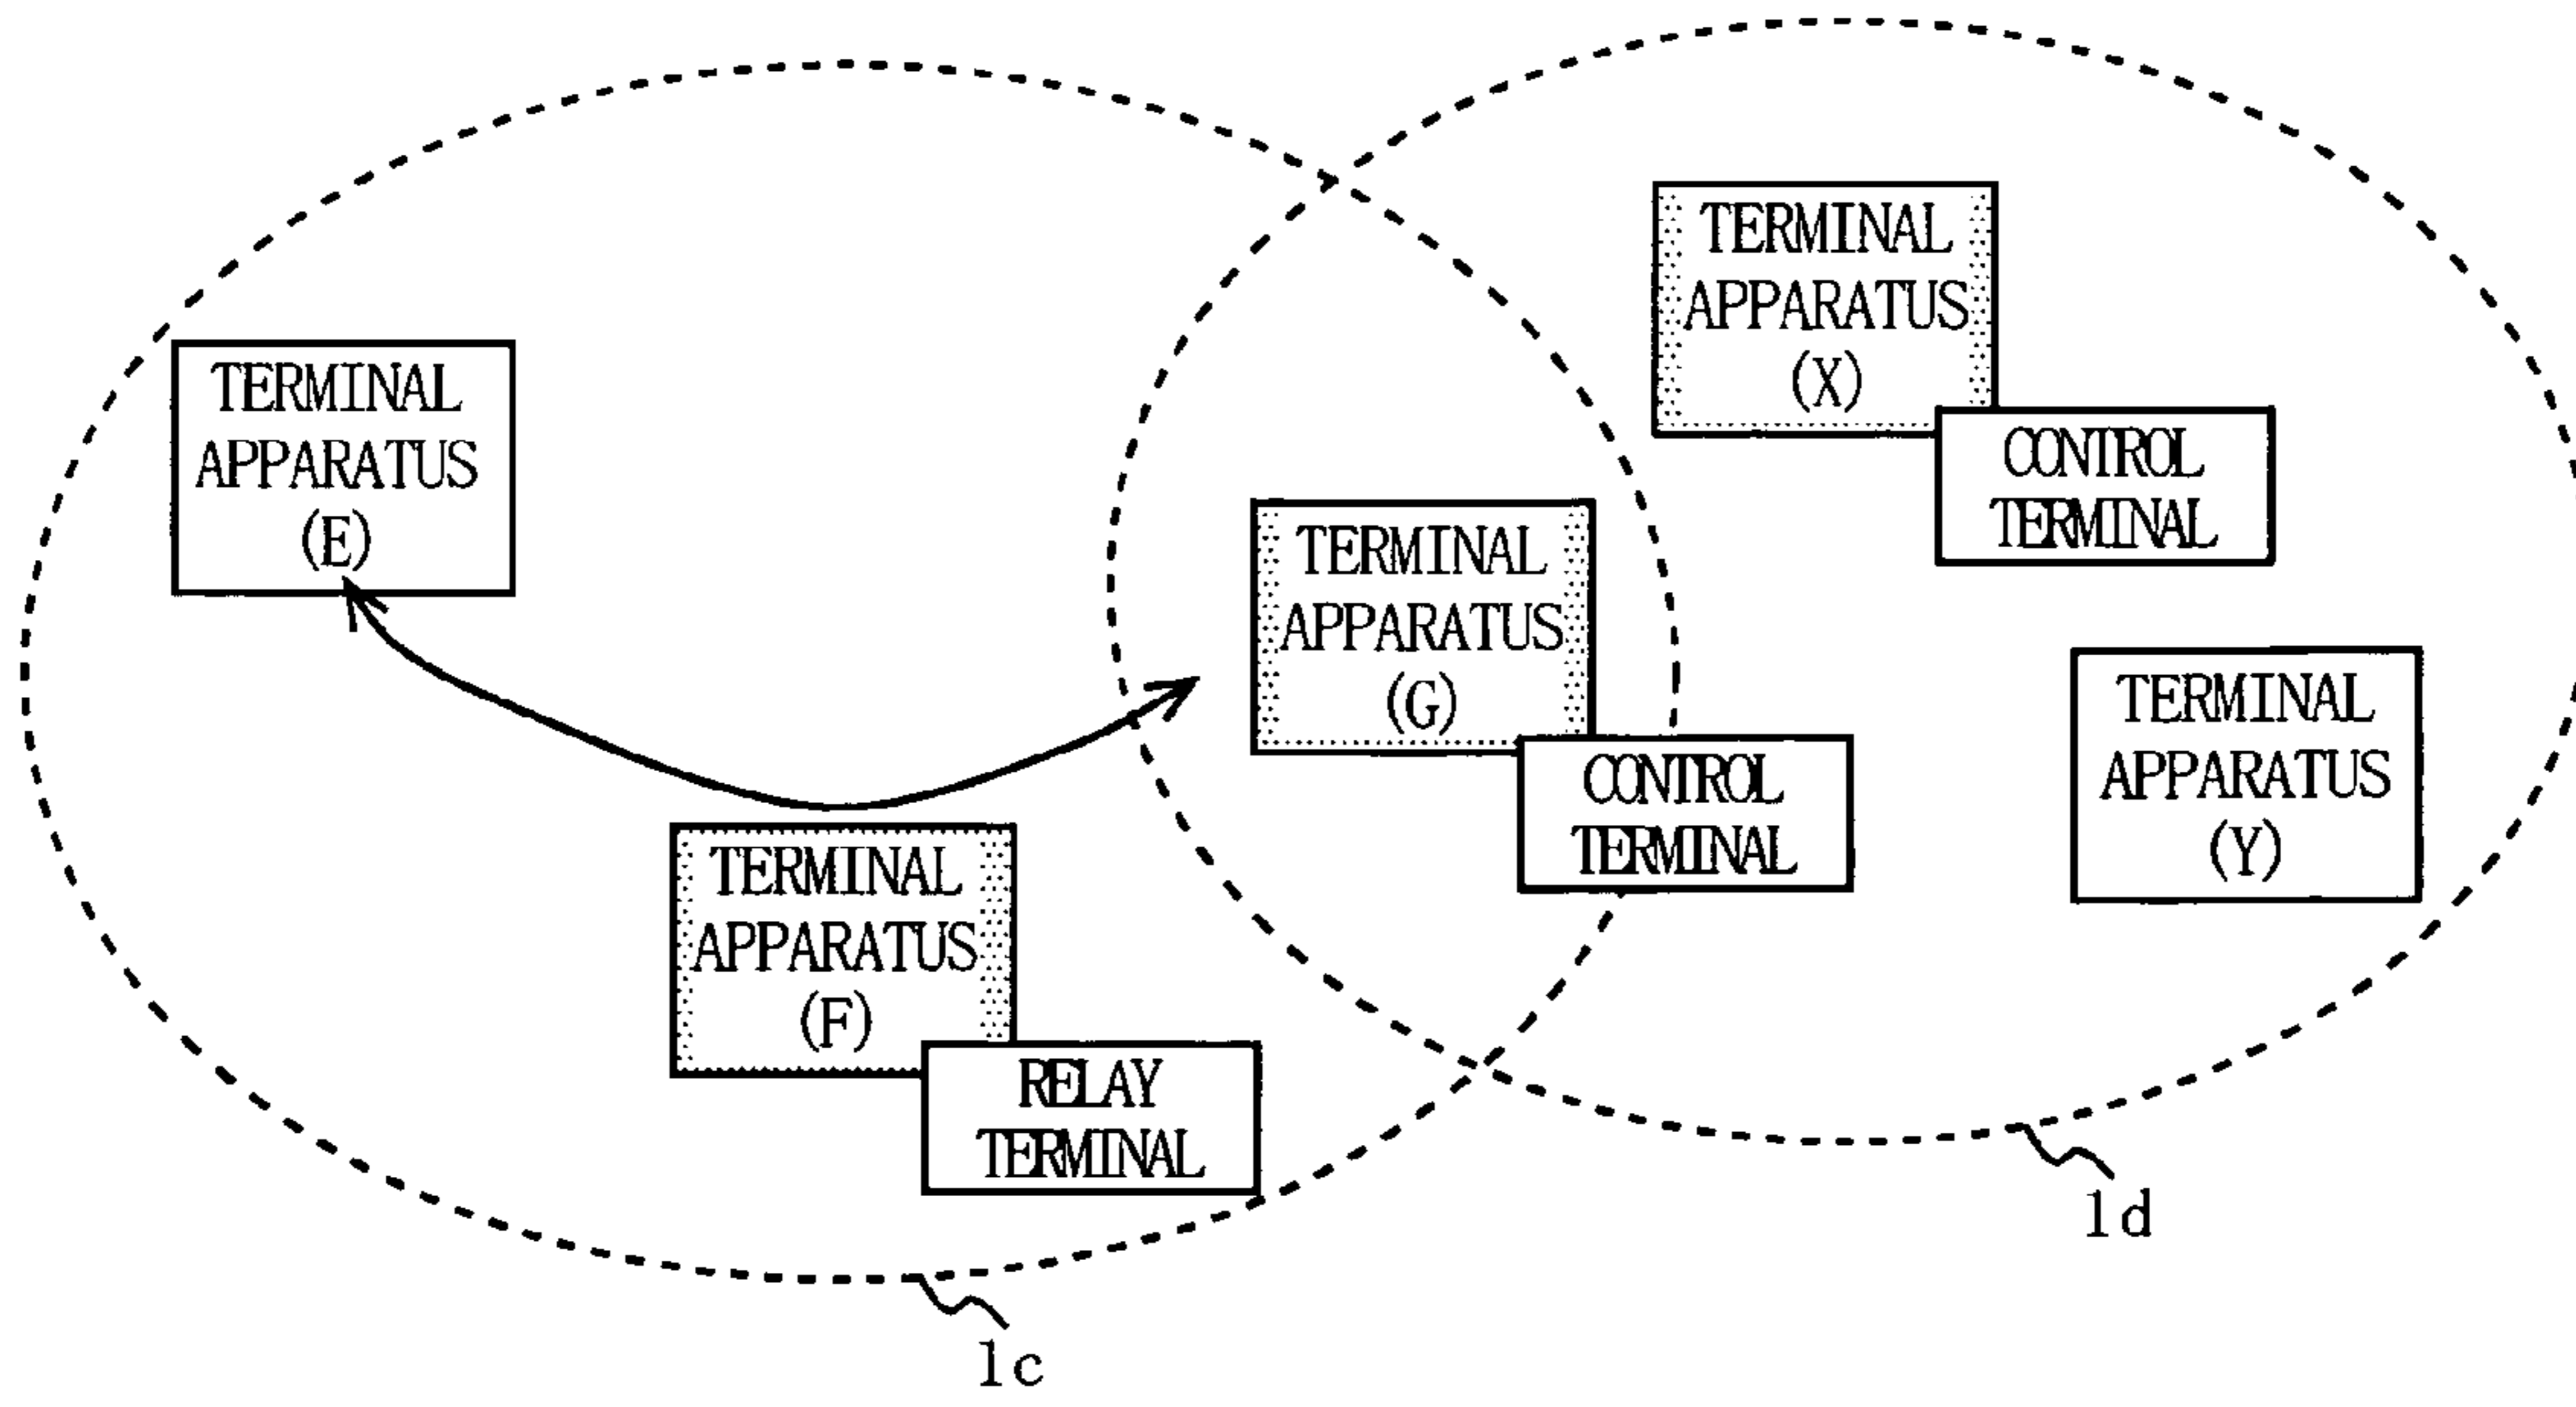 TERMINAL
APPARATUS
(X)
CONTROL
TERMINAL
TERMINAL
APPARATUS
(E)
TERMINAL
APPARATUS
(G)
CONTROL
TERMINAL
TERMINAL
APPARATUS
(Y)
TERMINAL
APPARATUS
(F)
RELAY
TERMINAL
1d
1c